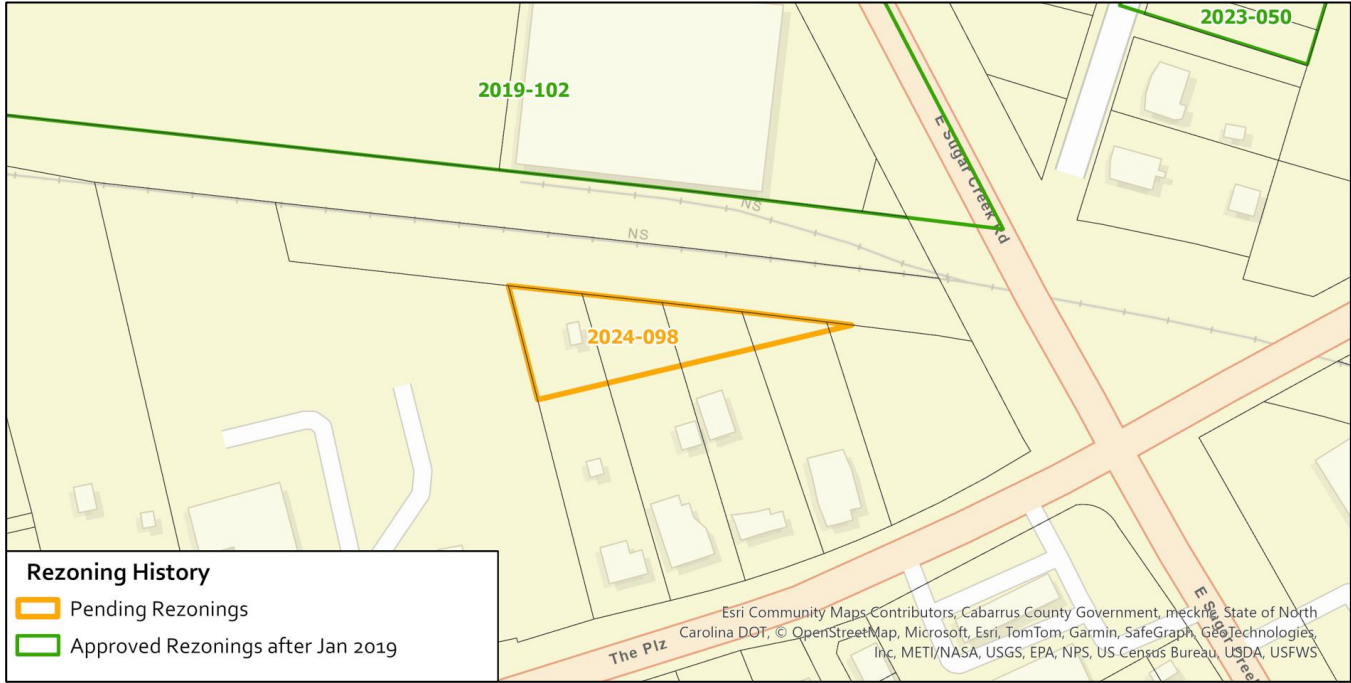 2023-050
2019-102
E Sugar Creek Rd
NS
NS
2024-098
Rezoning History
Pending Rezonings
Approved Rezonings after Jan 2019
The Plz
E Sugar Creek
Esri Community Maps Contributors, Cabarrus County Government, mecknc, State of North
Carolina DOT, © OpenStreetMap, Microsoft, Esri, TomTom, Garmin, SafeGraph, GeoTechnologies,
Inc, METI/NASA, USGS, EPA, NPS, US Census Bureau, USDA, USFWS